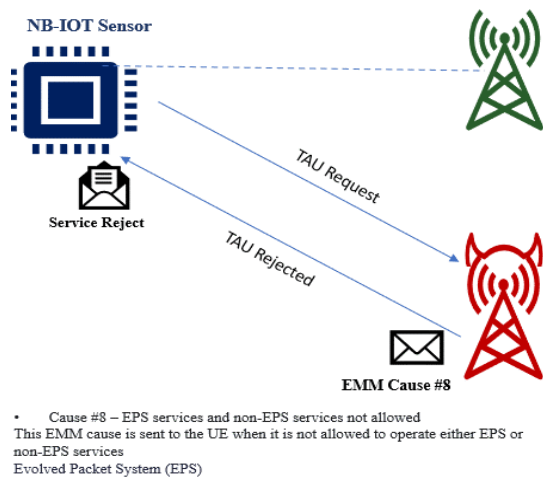 NB-IOT Sensor
TAU Request
Service Reject
TAU Rejected
EMM Cause #8
• Cause #8 – EPS services and non-EPS services not allowed
This EMM cause is sent to the UE when it is not allowed to operate either EPS or
non-EPS services
Evolved Packet System (EPS)